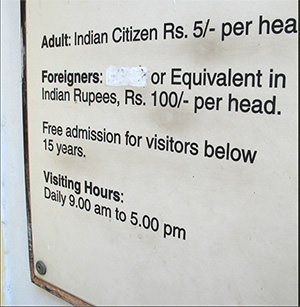 Adult: Indian Citizen Rs. 5/- per hea
Foreigners: or Equivalent in
Indian Rupees, Rs. 100/- per head.
Free admission for visitors below
15 years.
Visiting Hours:
Daily 9.00 am to 5.00 pm